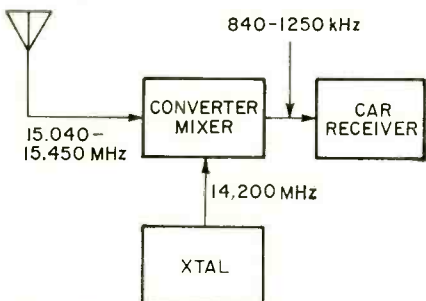 840-1250 kHz
CONVERTER
MIXER
CAR
RECEIVER
15.040-
15,450 MHz
14,200 MHz
XTAL